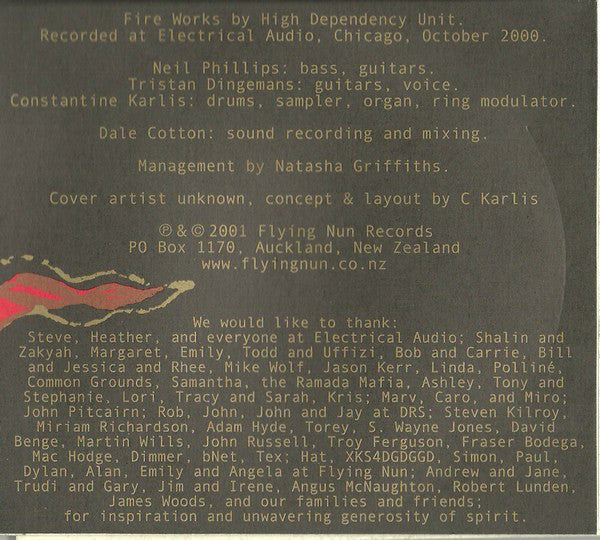 Fire Works by High Dependency Unit.
Recorded at Electrical Audio, Chicago, October 2000.
Neil Phillips: bass, guitars.
Tristan Dingemans: guitars, voice.
Constantine Karlis: drums, sampler, organ, ring modulator.
Dale Cotton: sound recording and mixing.
Management by Natasha Griffiths.
Cover artist unknown, concept & layout by C Karlis
℗ & © 2001 Flying Nun Records
PO Box 1170, Auckland, New Zealand
www.flyingnun.co.nz
We would like to thank:
Steve, Heather, and everyone at Electrical Audio; Shalin and
Zakyah, Margaret, Emily, Todd and Uffizi, Bob and Carrie, Bill
and Jessica and Rhee, Mike Wolf, Jason Kerr, Linda, Polliné,
Common Grounds, Samantha, the Ramada Mafia, Ashley, Tony and
Stephanie, Lori, Tracy and Sarah, Kris; Marv, Caro, and Miro;
John Pitcairn; Rob, John, John and Jay at DRS; Steven Kilroy,
Miriam Richardson, Adam Hyde, Torey, S. Wayne Jones, David
Benge, Martin Wills, John Russell, Troy Ferguson, Fraser Bodega,
Mac Hodge, Dimmer, bNet, Tex; Hat, XKS4DGDGGD, Simon, Paul,
Dylan, Alan, Emily and Angela at Flying Nun; Andrew and Jane,
Trudi and Gary, Jim and Irene, Angus McNaughton, Robert Lunden,
James Woods, and our families and friends;
for inspiration and unwavering generosity of spirit.